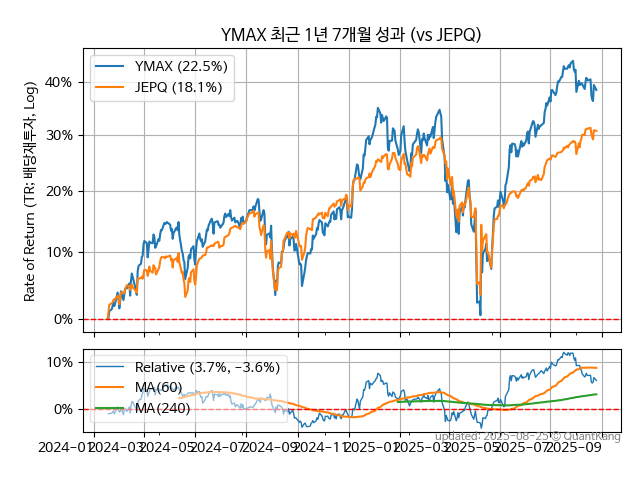 YMAX 최근 1년 7개월 성과 (vs JEPQ)
Rate of Return (TR: 배당재투자, Log)
YMAX (22.5%)
JEPQ (18.1%)
40%
30%
20%
10%
0%
Relative (3.7%, −3.6%)
MA(60)
MA(240)
10%
0%
2024-01 2024-03 2024-05 2024-07 2024-09 2024-11 2025-01 2025-03 2025-05 2025-07 2025-09
updated: 2025-08-25 © QuantKang